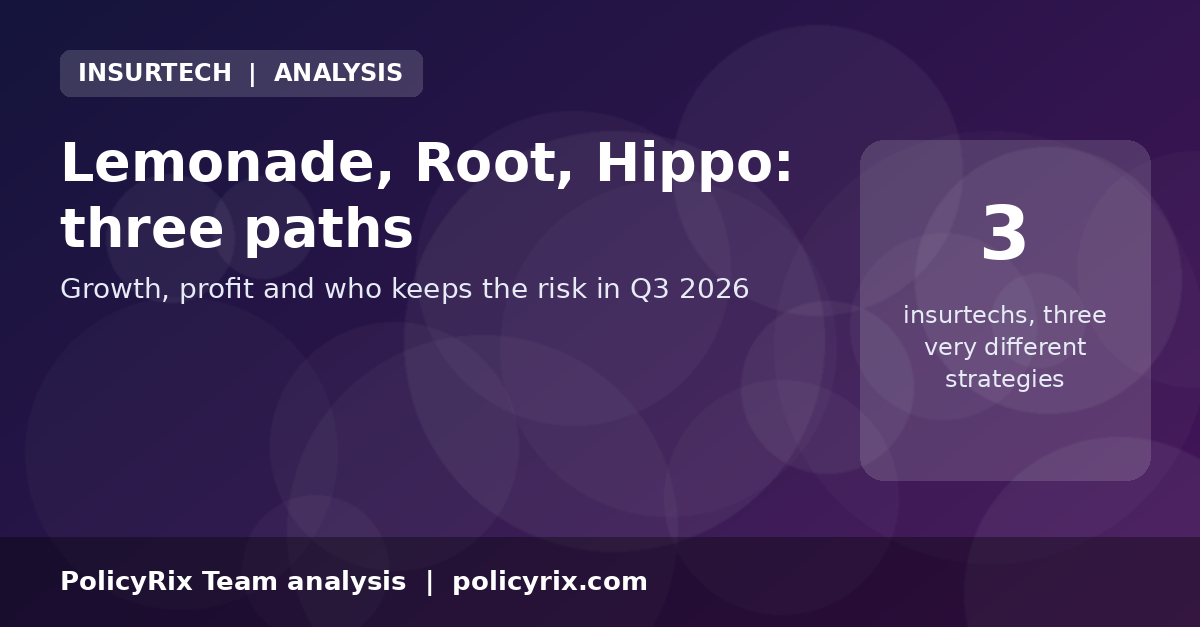 INSURTECH | ANALYSIS
Lemonade, Root, Hippo:
three paths
Growth, profit and who keeps the risk in Q3 2026
3
insurtechs, three
very different
strategies
PolicyRix Team analysis | policyrix.com